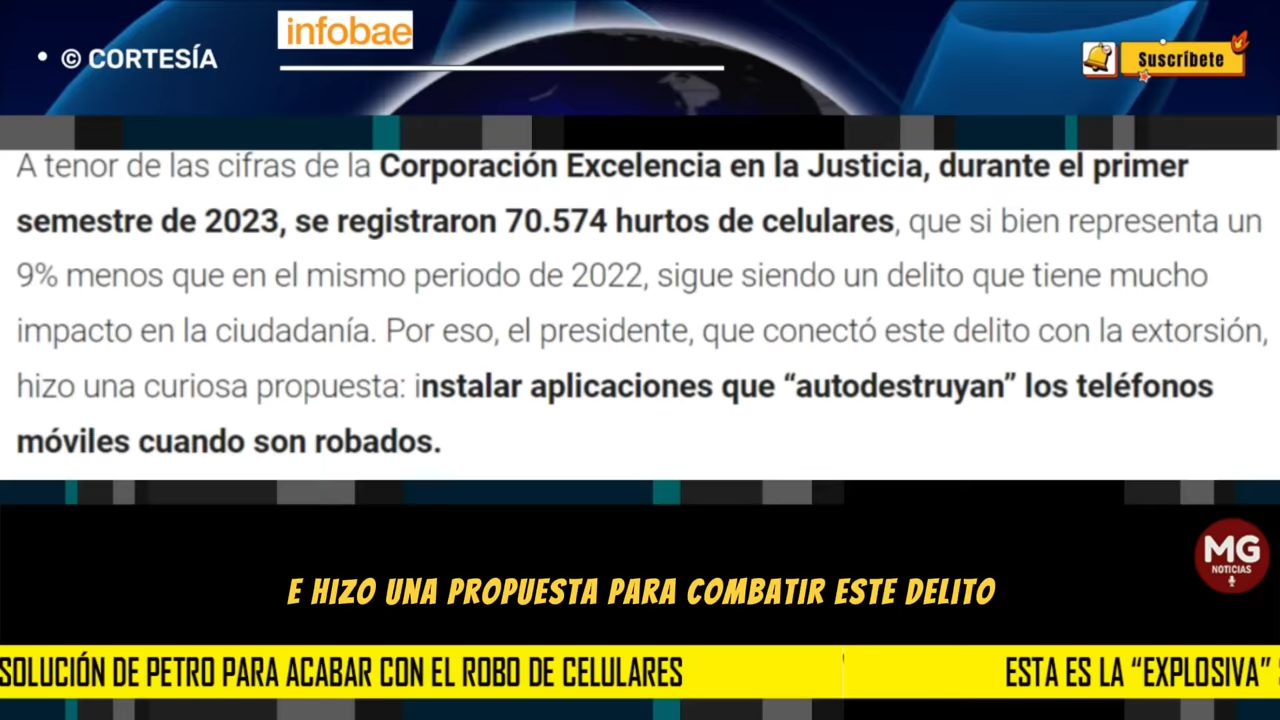 infobae
• © CORTESÍA
Suscríbete
A tenor de las cifras de la Corporación Excelencia en la Justicia, durante el primer
semestre de 2023, se registraron 70.574 hurtos de celulares, que si bien representa un
9% menos que en el mismo periodo de 2022, sigue siendo un delito que tiene mucho
impacto en la ciudadanía. Por eso, el presidente, que conectó este delito con la extorsión,
hizo una curiosa propuesta: instalar aplicaciones que “autodestruyan” los teléfonos
móviles cuando son robados.
MG
NOTICIAS
E HIZO UNA PROPUESTA PARA COMBATIR ESTE DELITO
SOLUCIÓN DE PETRO PARA ACABAR CON EL ROBO DE CELULARES
ESTA ES LA “EXPLOSIVA”